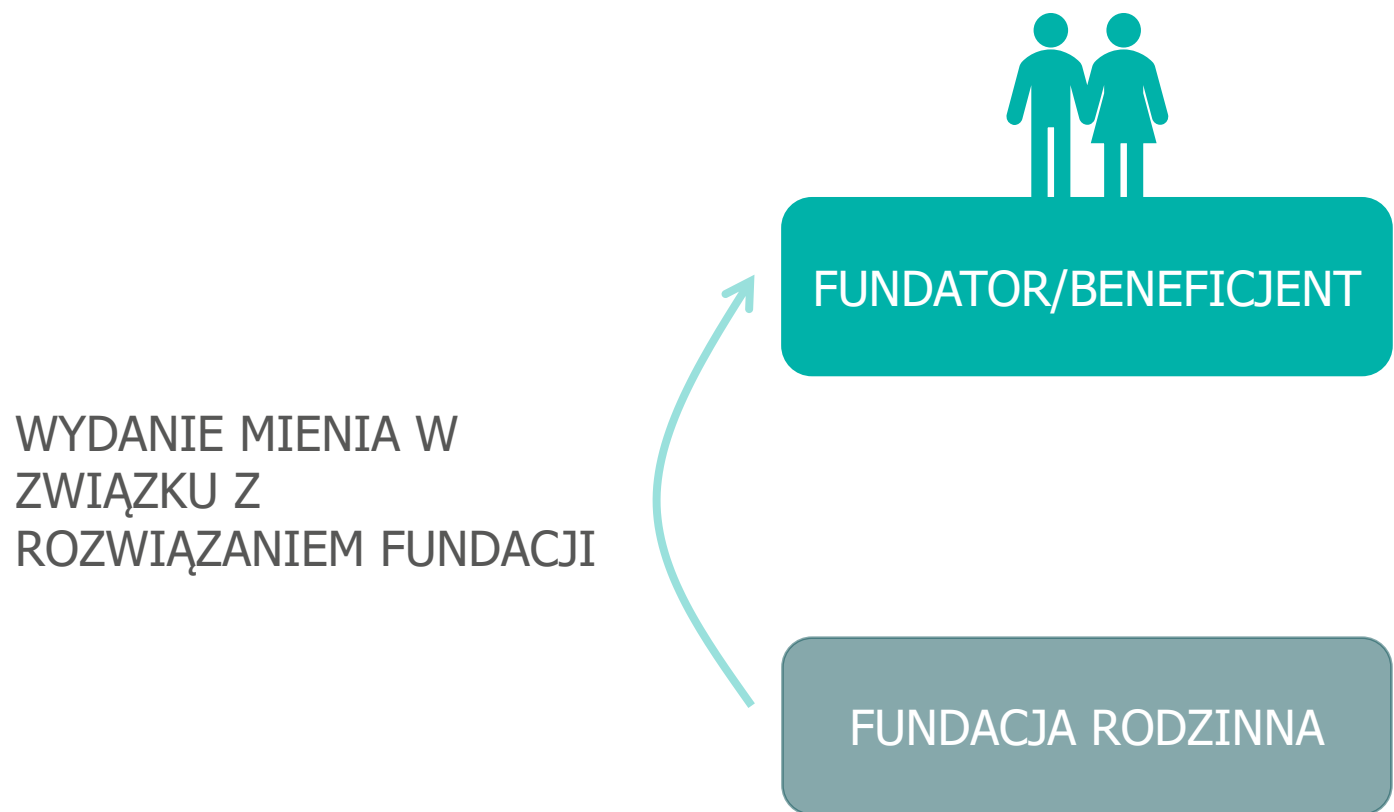 FUNDATOR/BENEFICJENT
WYDANIE MIENIA W
ZWIĄZKU Z
ROZWIĄZANIEM FUNDACJI
FUNDACJA RODZINNA